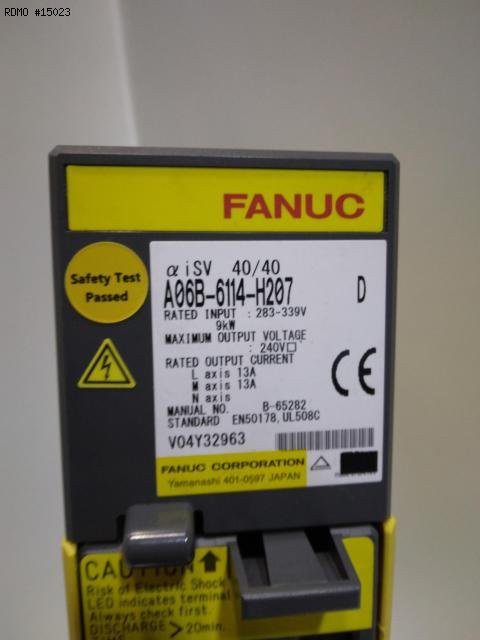 RDMO #15023
FANUC
Safety Test
Passed
αiSV 40/40
A06B-6114-H207 D
RATED INPUT : 283-339V
9kW
MAXIMUM OUTPUT VOLTAGE
: 240V□
RATED OUTPUT CURRENT
L axis 13A
M axis 13A
N axis
MANUAL NO. B-65282
STANDARD EN50178,UL508C
CE
V04Y32963
FANUC CORPORATION
Yamanashi 401-0597 JAPAN
CAUTION
Risk of Electric Shock
LED indicates terminal
Always check first.
DISCHARGE >20min.